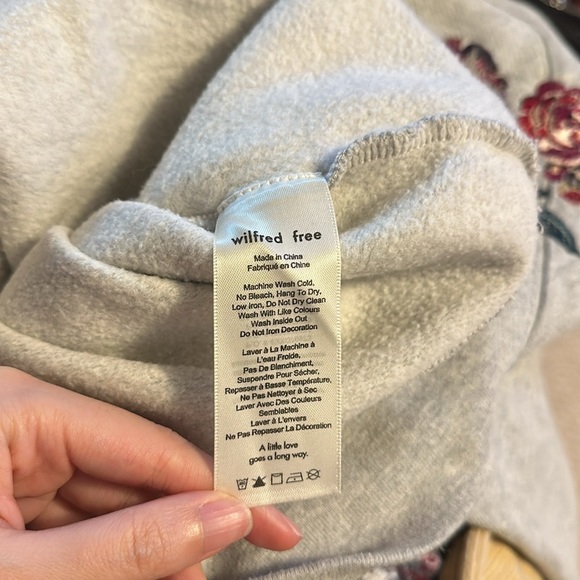 wilfred free
Made in China
Fabriqué en Chine
Machine Wash Cold,
No Bleach, Hang To Dry,
Low iron, Do Not Dry Clean
Wash With Like Colours
Wash Inside Out
Do Not Iron Decoration
Laver à La Machine à
L'eau Froide,
Pas De Blanchiment,
Suspendre Pour Sécher,
Repasser à Basse Température,
Ne Pas Nettoyer à Sec
Laver Avec Des Couleurs
Semblables
Laver à L'envers
Ne Pas Repasser La Décoration
A little love
goes a long way.